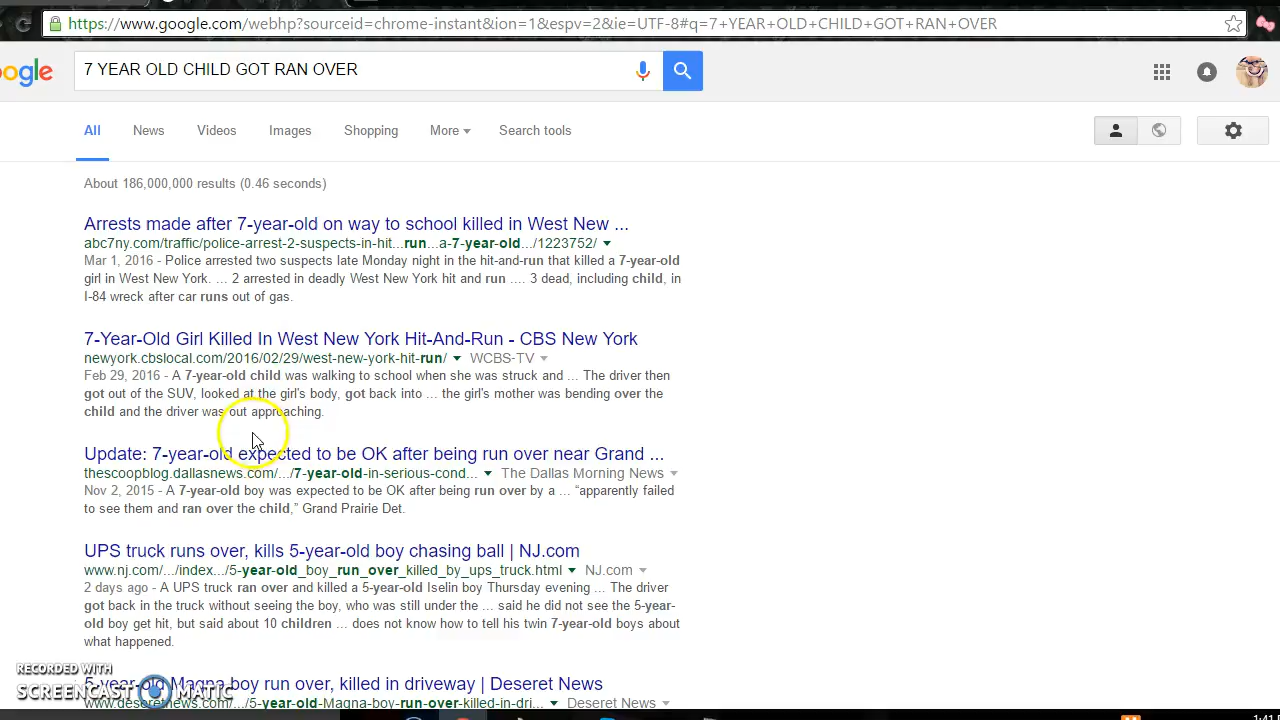 https://www.google.com/webhp?sourceid=chrome-instant&ion=1&espv=2&ie=UTF-8#q=7+YEAR+OLD+CHILD+GOT+RAN+OVER
ogle 7 YEAR OLD CHILD GOT RAN OVER
All News Videos Images Shopping More Search tools
About 186,000,000 results (0.46 seconds)
Arrests made after 7-year-old on way to school killed in West New ...
abc7ny.com/traffic/police-arrest-2-suspects-in-hit...run...a-7-year-old.../1223752/
Mar 1, 2016 - Police arrested two suspects late Monday night in the hit-and-run that killed a 7-year-old
girl in West New York. ... 2 arrested in deadly West New York hit and run .... 3 dead, including child, in
I-84 wreck after car runs out of gas.
7-Year-Old Girl Killed In West New York Hit-And-Run - CBS New York
newyork.cbslocal.com/2016/02/29/west-new-york-hit-run/ WCBS-TV
Feb 29, 2016 - A 7-year-old child was walking to school when she was struck and ... The driver then
got out of the SUV, looked at the girl's body, got back into ... the girl's mother was bending over the
child and the driver was out approaching.
Update: 7-year-old expected to be OK after being run over near Grand ...
thescoopblog.dallasnews.com/.../7-year-old-in-serious-cond... The Dallas Morning News
Nov 2, 2015 - A 7-year-old boy was expected to be OK after being run over by a ... “apparently failed
to see them and ran over the child,” Grand Prairie Det.
UPS truck runs over, kills 5-year-old boy chasing ball | NJ.com
www.nj.com/.../index.../5-year-old_boy_run_over_killed_by_ups_truck.html NJ.com
2 days ago - A UPS truck ran over and killed a 5-year-old Iselin boy Thursday evening ... The driver
got back in the truck without seeing the boy, who was still under the ... said he did not see the 5-year-
old boy get hit, but said about 10 children ... does not know how to tell his twin 7-year-old boys about
what happened.
RECORDED WITH
SCREENCAST MATIC
5-year-old Magna boy run over, killed in driveway | Deseret News
www.deseretnews.com/.../5-year-old-Magna-boy-run-over-killed-in-dri... Deseret News